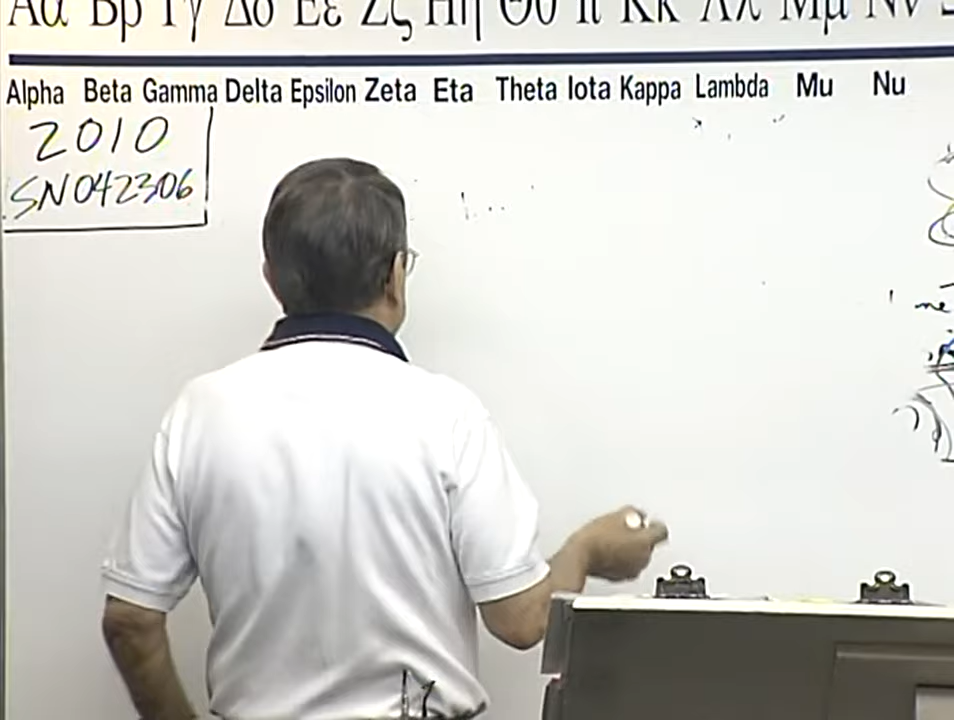 Αα Ββ Γγ Δδ Εε Ζζ Ηη Θθ Ιι Κκ Λλ Μμ Νν
Alpha Beta Gamma Delta Epsilon Zeta Eta Theta Iota Kappa Lambda Mu Nu
2010
SN042306